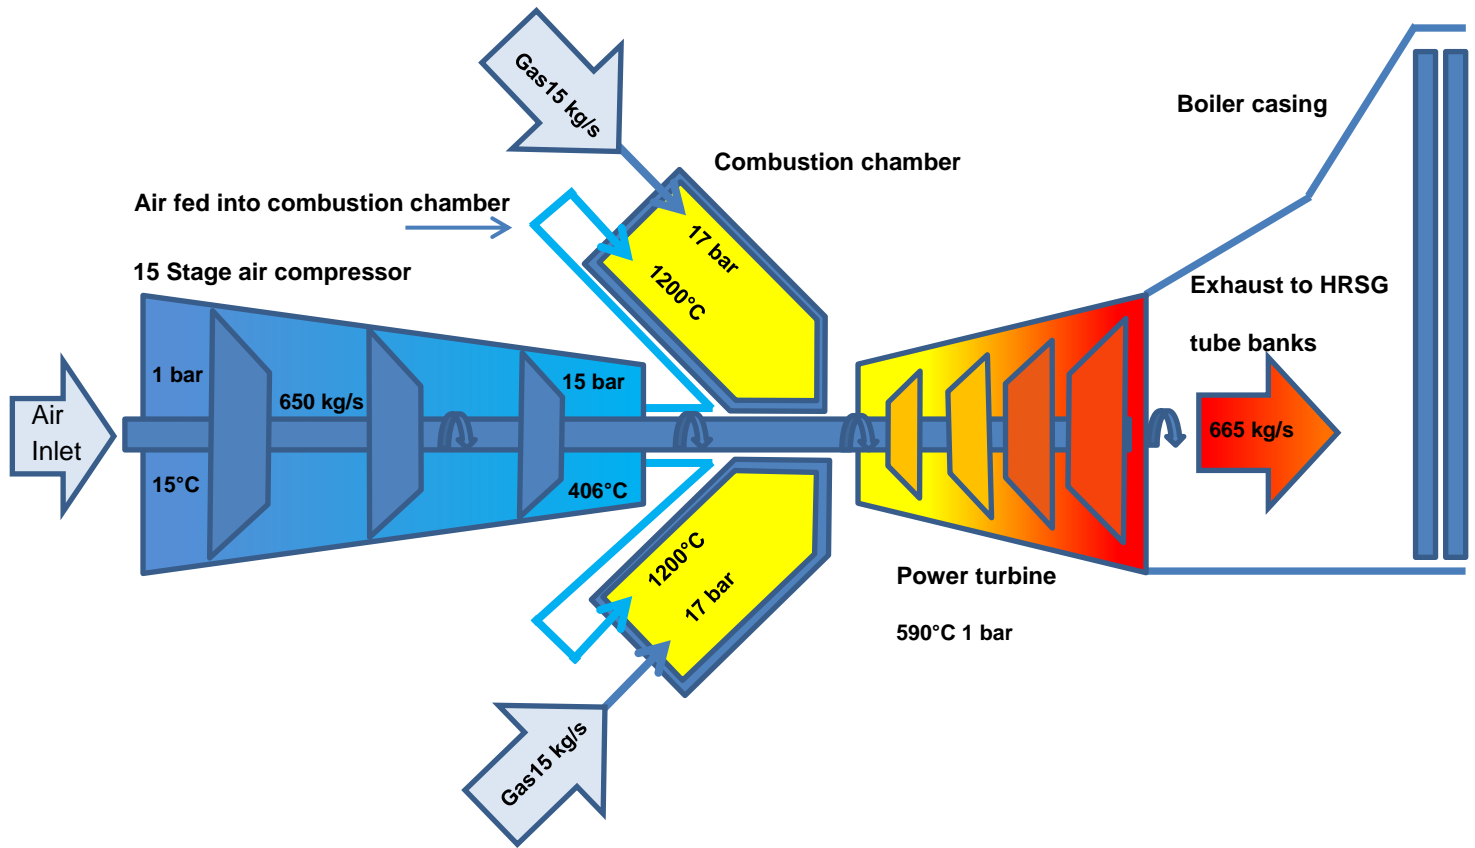 Gas15 kg/s
Boiler casing
Combustion chamber
Air fed into combustion chamber
17 bar
1200°C
15 Stage air compressor
Exhaust to HRSG
tube banks
1 bar
15 bar
650 kg/s
Air
Inlet
665 kg/s
15°C
406°C
1200°C
17 bar
Power turbine
590°C 1 bar
Gas15 kg/s